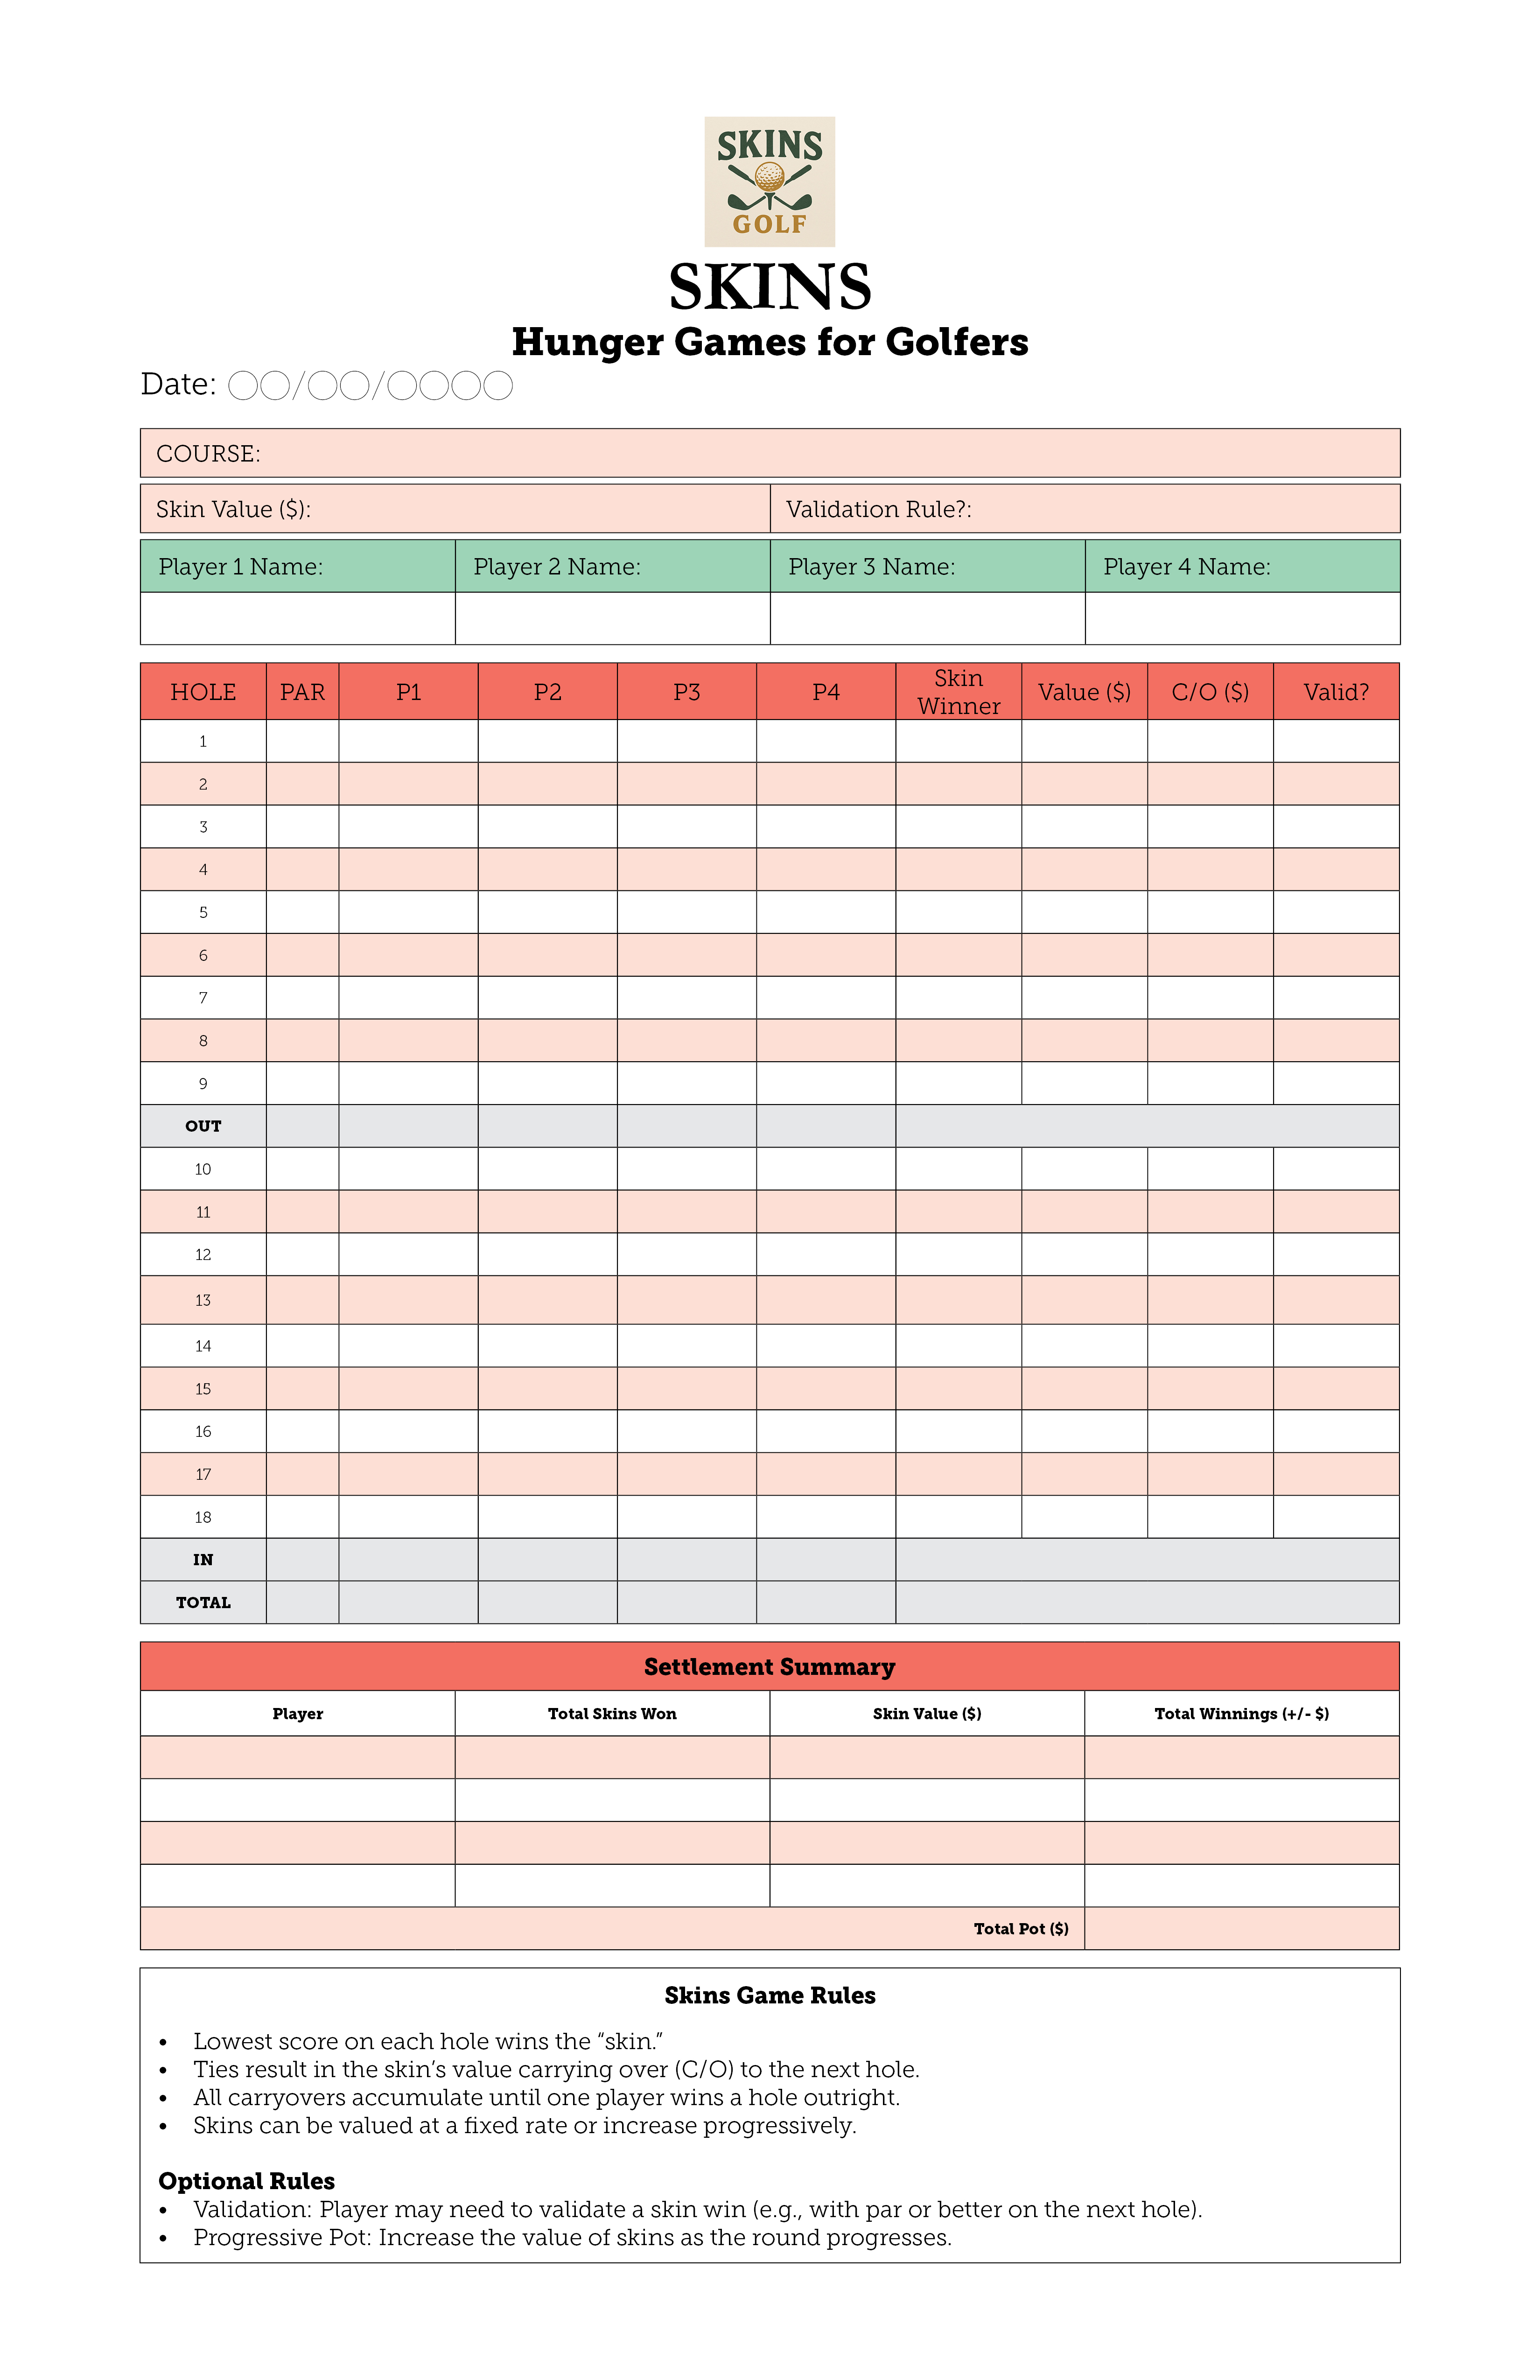 SKINS
GOLF
SKINS
Hunger Games for Golfers
Date: / /
COURSE:
Skin Value ($): Validation Rule?:
Player 1 Name: Player 2 Name: Player 3 Name: Player 4 Name:
HOLE PAR P1 P2 P3 P4 Skin Winner Value ($) C/O ($) Valid?
1
2
3
4
5
6
7
8
9
OUT
10
11
12
13
14
15
16
17
18
IN
TOTAL
Settlement Summary
Player Total Skins Won Skin Value ($) Total Winnings (+/- $)
Total Pot ($)
Skins Game Rules
• Lowest score on each hole wins the “skin.”
• Ties result in the skin’s value carrying over (C/O) to the next hole.
• All carryovers accumulate until one player wins a hole outright.
• Skins can be valued at a fixed rate or increase progressively.
Optional Rules
• Validation: Player may need to validate a skin win (e.g., with par or better on the next hole).
• Progressive Pot: Increase the value of skins as the round progresses.